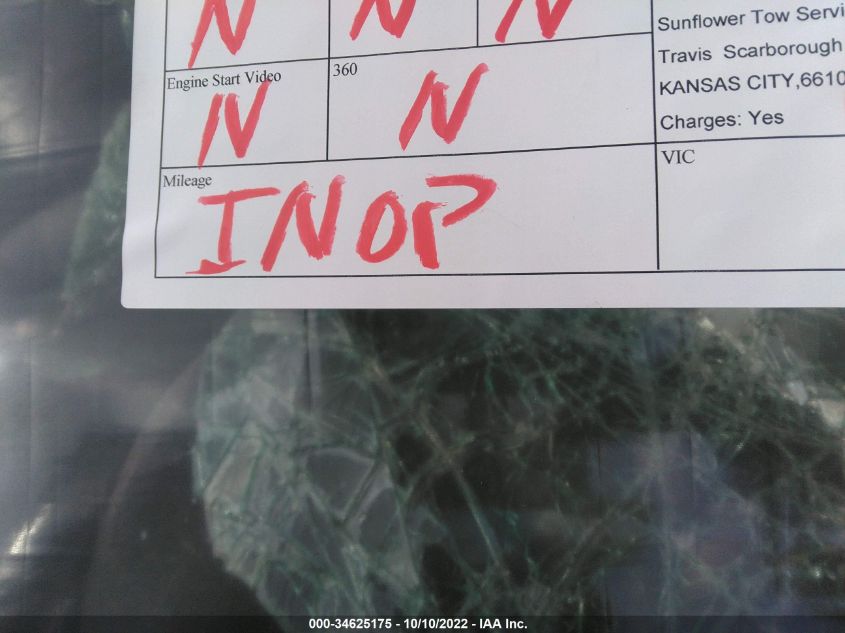 N N N
Sunflower Tow Servi
Travis Scarborough
KANSAS CITY,6610
Charges: Yes
Engine Start Video
N
360
N
Mileage
INOP
VIC
000-34625175 - 10/10/2022 - IAA Inc.